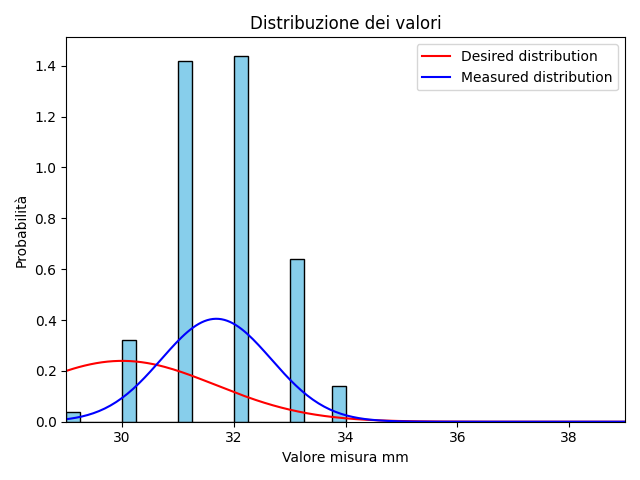 Distribuzione dei valori
Desired distribution
Measured distribution
Probabilità
1.4
1.2
1.0
0.8
0.6
0.4
0.2
0.0
30 32 34 36 38
Valore misura mm